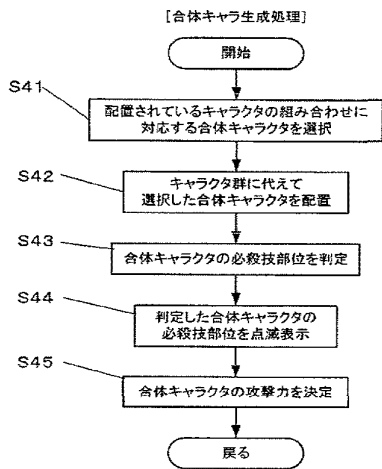 [合体キャラ生成処理]
開始
S41
配置されているキャラクタの組み合わせに
対応する合体キャラクタを選択
S42
キャラクタ群に代えて
選択した合体キャラクタを配置
S43
合体キャラクタの必殺技部位を判定
S44
判定した合体キャラクタの
必殺技部位を点滅表示
S45
合体キャラクタの攻撃力を決定
戻る